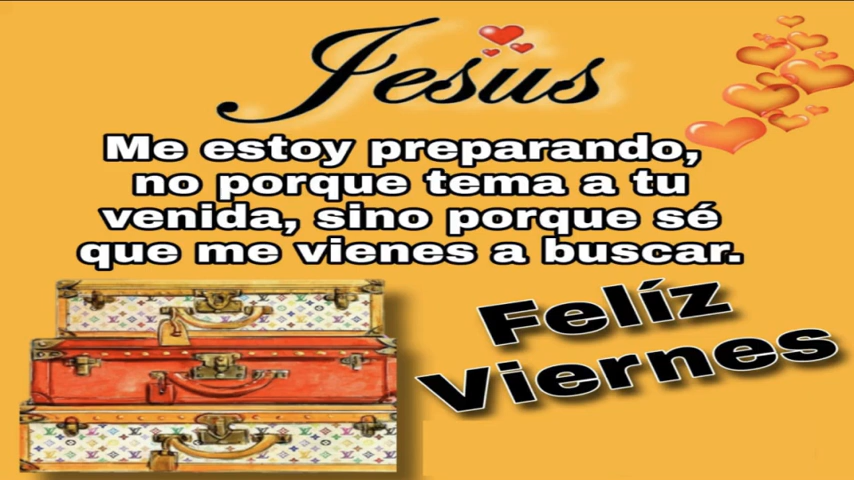 Jesus
Me estoy preparando,
no porque tema a tu
venida, sino porque sé
que me vienes a buscar.
Felíz
Viernes